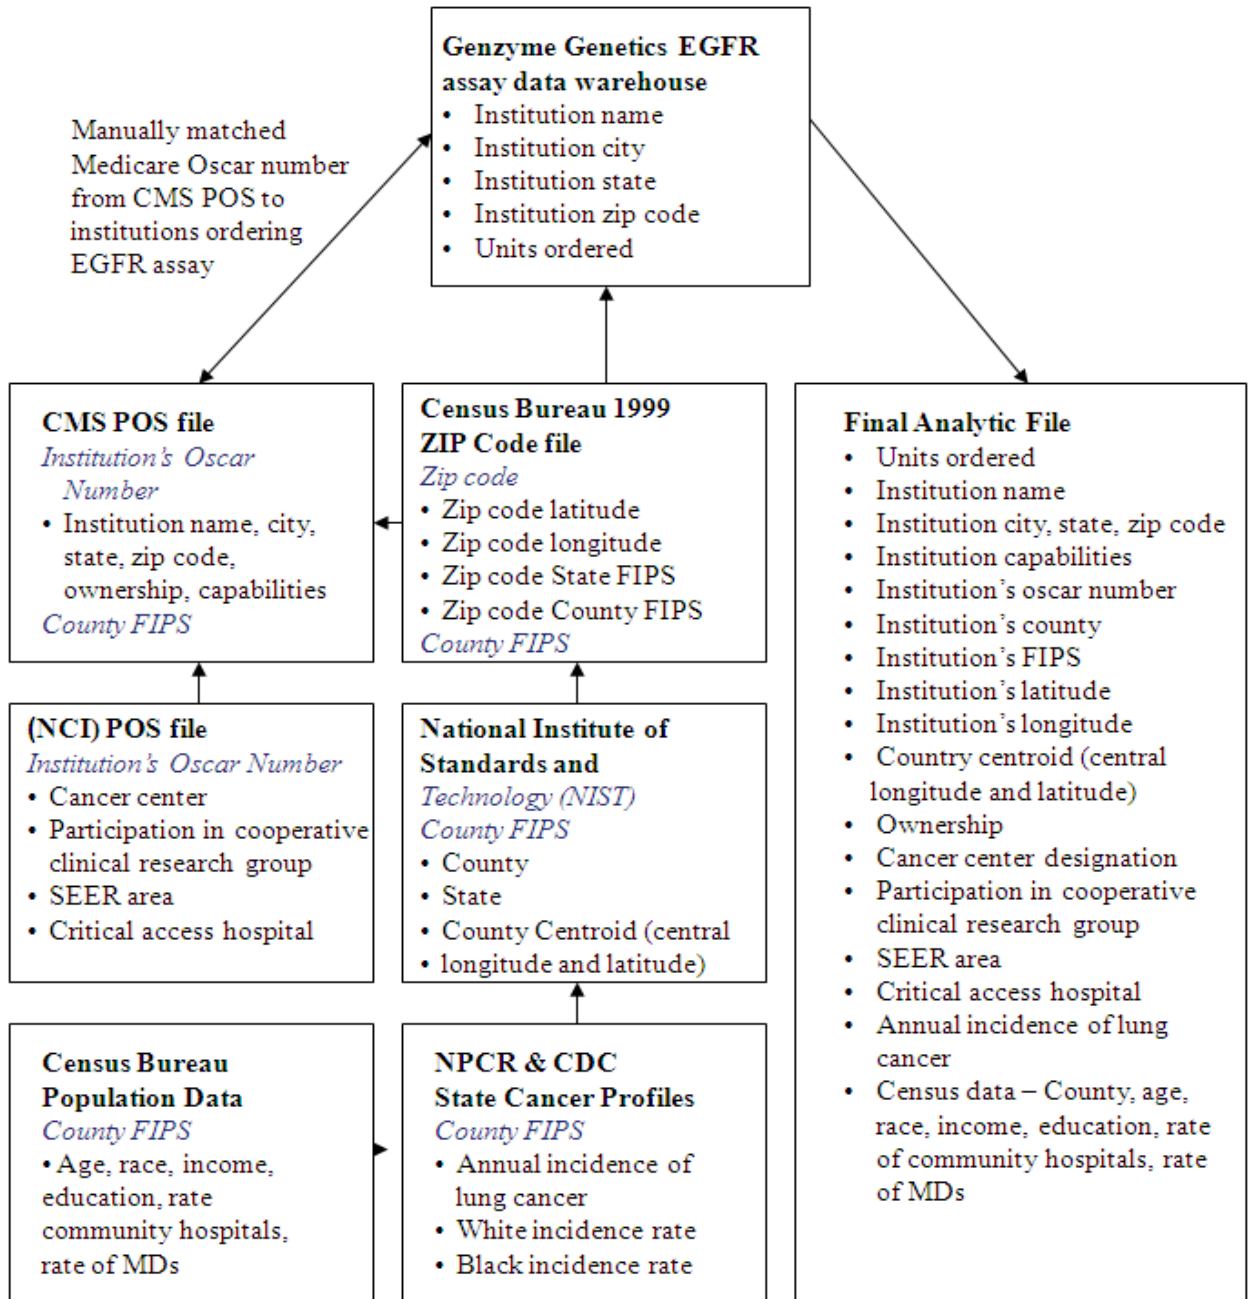 Genzyme Genetics EGFR
assay data warehouse
• Institution name
• Institution city
• Institution state
• Institution zip code
• Units ordered
Manually matched
Medicare Oscar number
from CMS POS to
institutions ordering
EGFR assay
CMS POS file
Institution's Oscar
Number
• Institution name, city,
state, zip code,
ownership, capabilities
County FIPS
Census Bureau 1999
ZIP Code file
Zip code
• Zip code latitude
• Zip code longitude
• Zip code State FIPS
• Zip code County FIPS
County FIPS
Final Analytic File
• Units ordered
• Institution name
• Institution city, state, zip code
• Institution capabilities
• Institution's oscar number
• Institution's county
• Institution's FIPS
• Institution's latitude
• Institution's longitude
• Country centroid (central
longitude and latitude)
• Ownership
• Cancer center designation
• Participation in cooperative
clinical research group
• SEER area
• Critical access hospital
• Annual incidence of lung
cancer
• Census data – County, age,
race, income, education, rate
of community hospitals, rate
of MDs
(NCI) POS file
Institution's Oscar Number
• Cancer center
• Participation in cooperative
clinical research group
• SEER area
• Critical access hospital
National Institute of
Standards and
Technology (NIST)
County FIPS
• County
• State
• County Centroid (central
• longitude and latitude)
Census Bureau
Population Data
County FIPS
• Age, race, income,
education, rate
community hospitals,
rate of MDs
NPCR & CDC
State Cancer Profiles
County FIPS
• Annual incidence of
lung cancer
• White incidence rate
• Black incidence rate